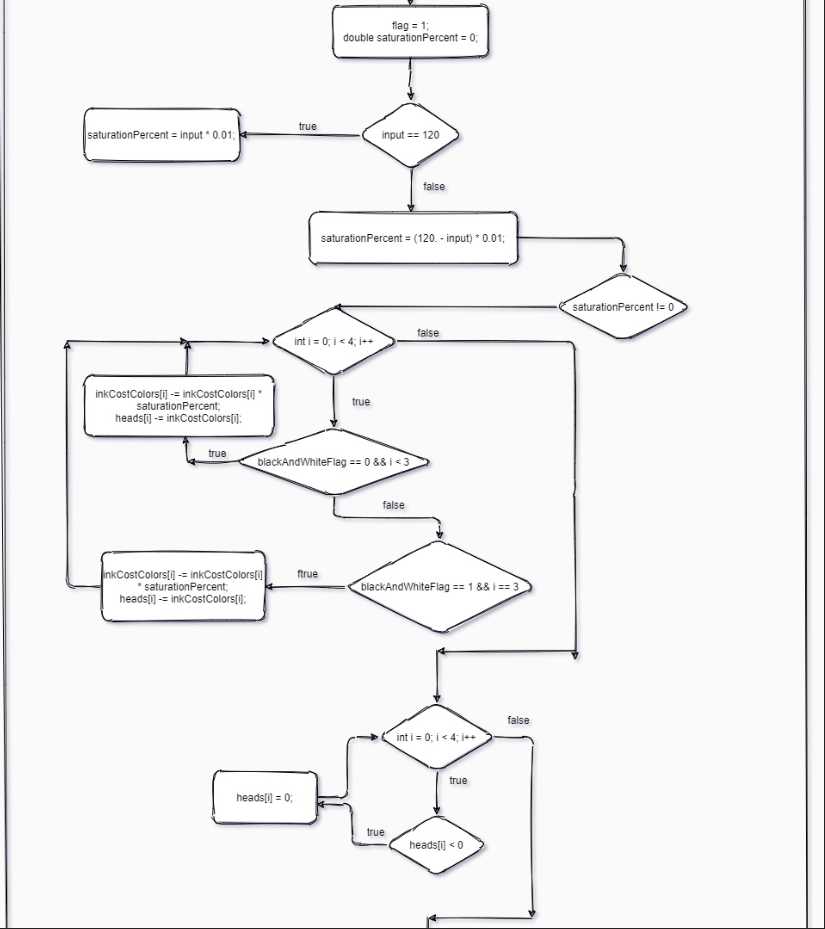 flag = 1;
double saturationPercent = 0;
input == 120
true
saturationPercent = input * 0.01;
false
saturationPercent = (120. - input) * 0.01;
saturationPercent != 0
int i = 0; i < 4; i++
false
true
inkCostColors[i] -= inkCostColors[i] *
saturationPercent;
heads[i] -= inkCostColors[i];
true
blackAndWhiteFlag == 0 && i < 3
false
inkCostColors[i] -= inkCostColors[i]
* saturationPercent;
heads[i] -= inkCostColors[i];
ftrue
blackAndWhiteFlag == 1 && i == 3
int i = 0; i < 4; i++
false
true
heads[i] = 0;
true
heads[i] < 0